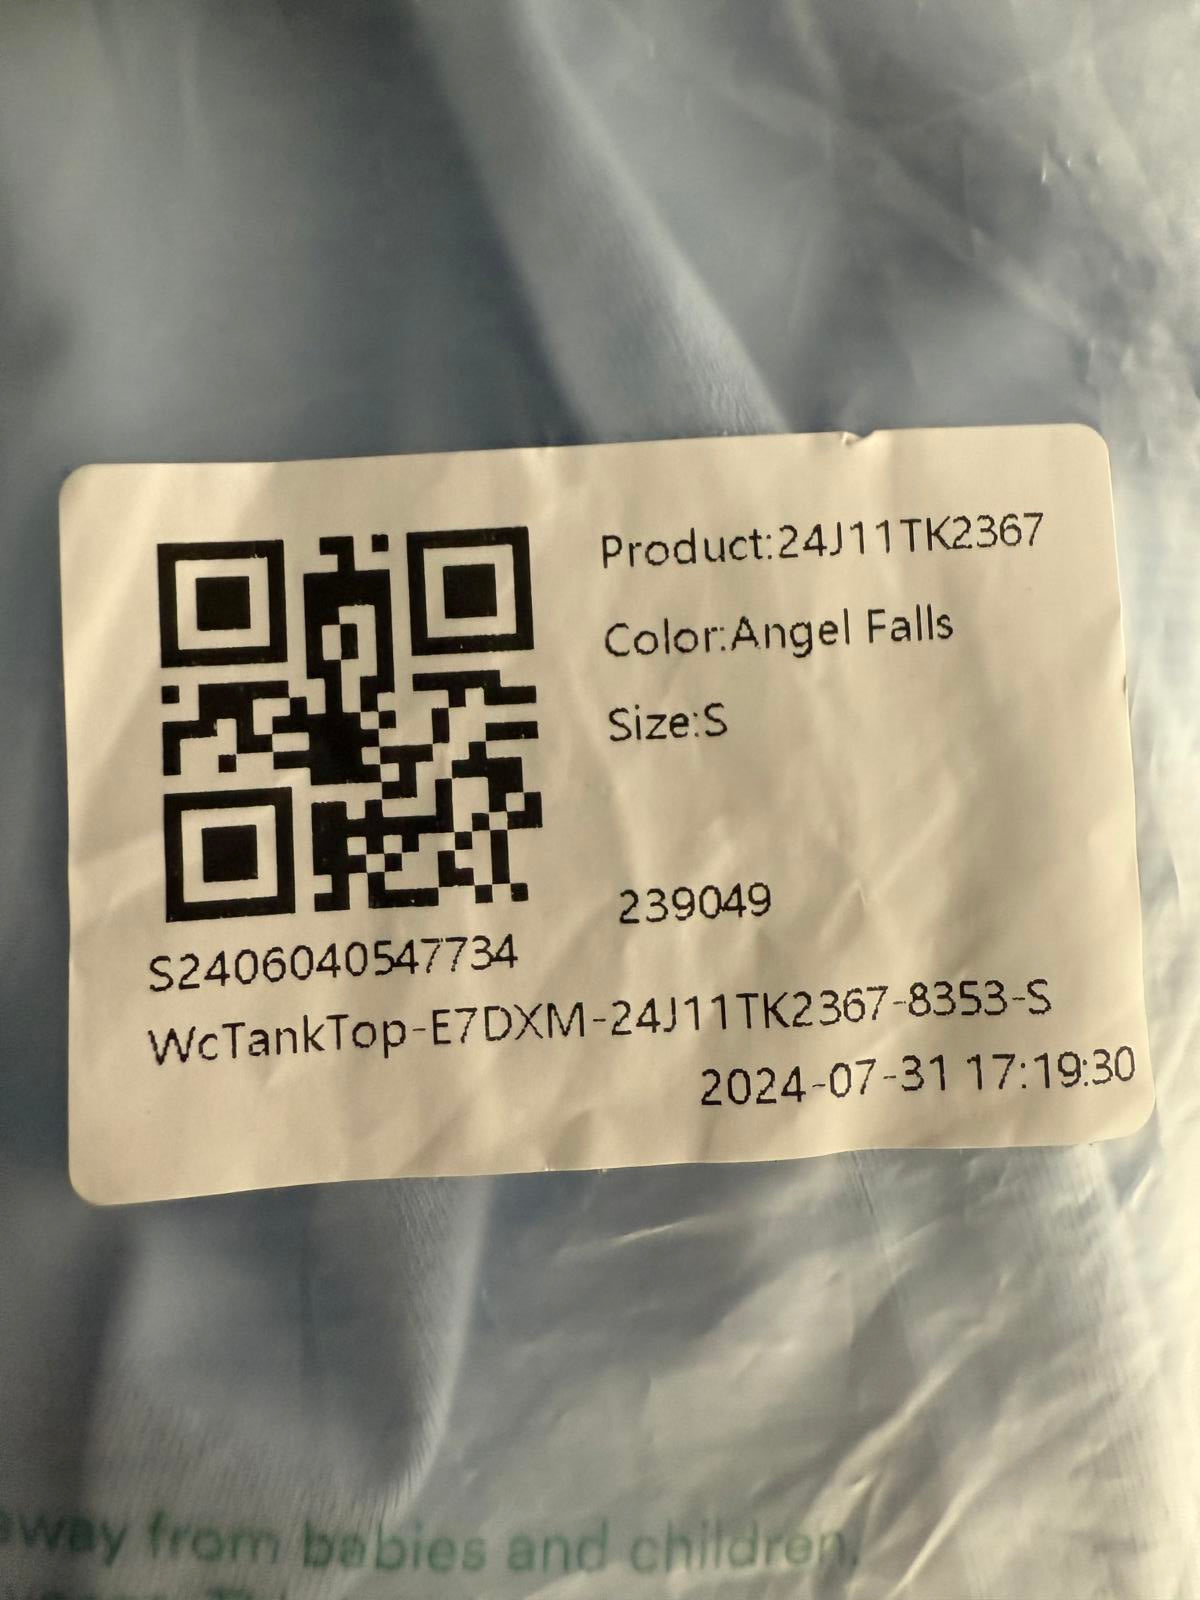 Product:24J11TK2367
Color:Angel Falls
Size:S
239049
S2406040547734
WcTankTop-E7DXM-24J11TK2367-8353-S
2024-07-31 17:19:30
away from babies and children.